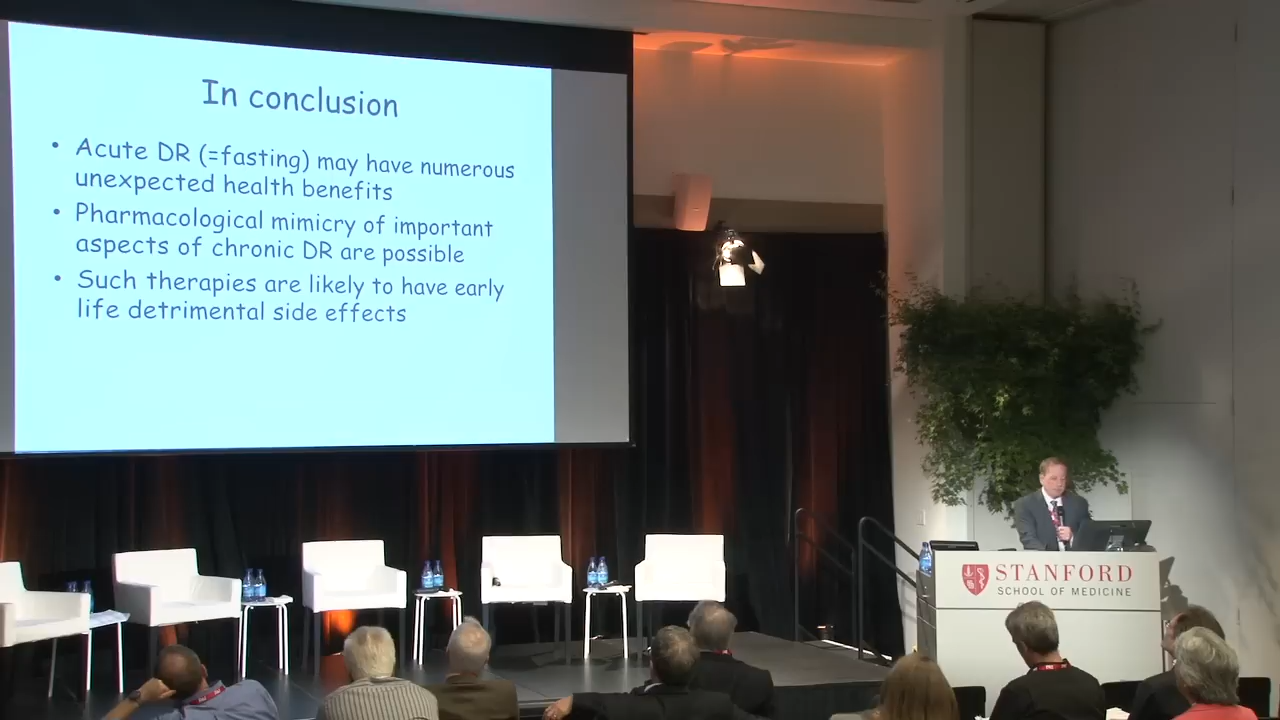 In conclusion
• Acute DR (=fasting) may have numerous
unexpected health benefits
• Pharmacological mimicry of important
aspects of chronic DR are possible
• Such therapies are likely to have early
life detrimental side effects
STANFORD
SCHOOL OF MEDICINE